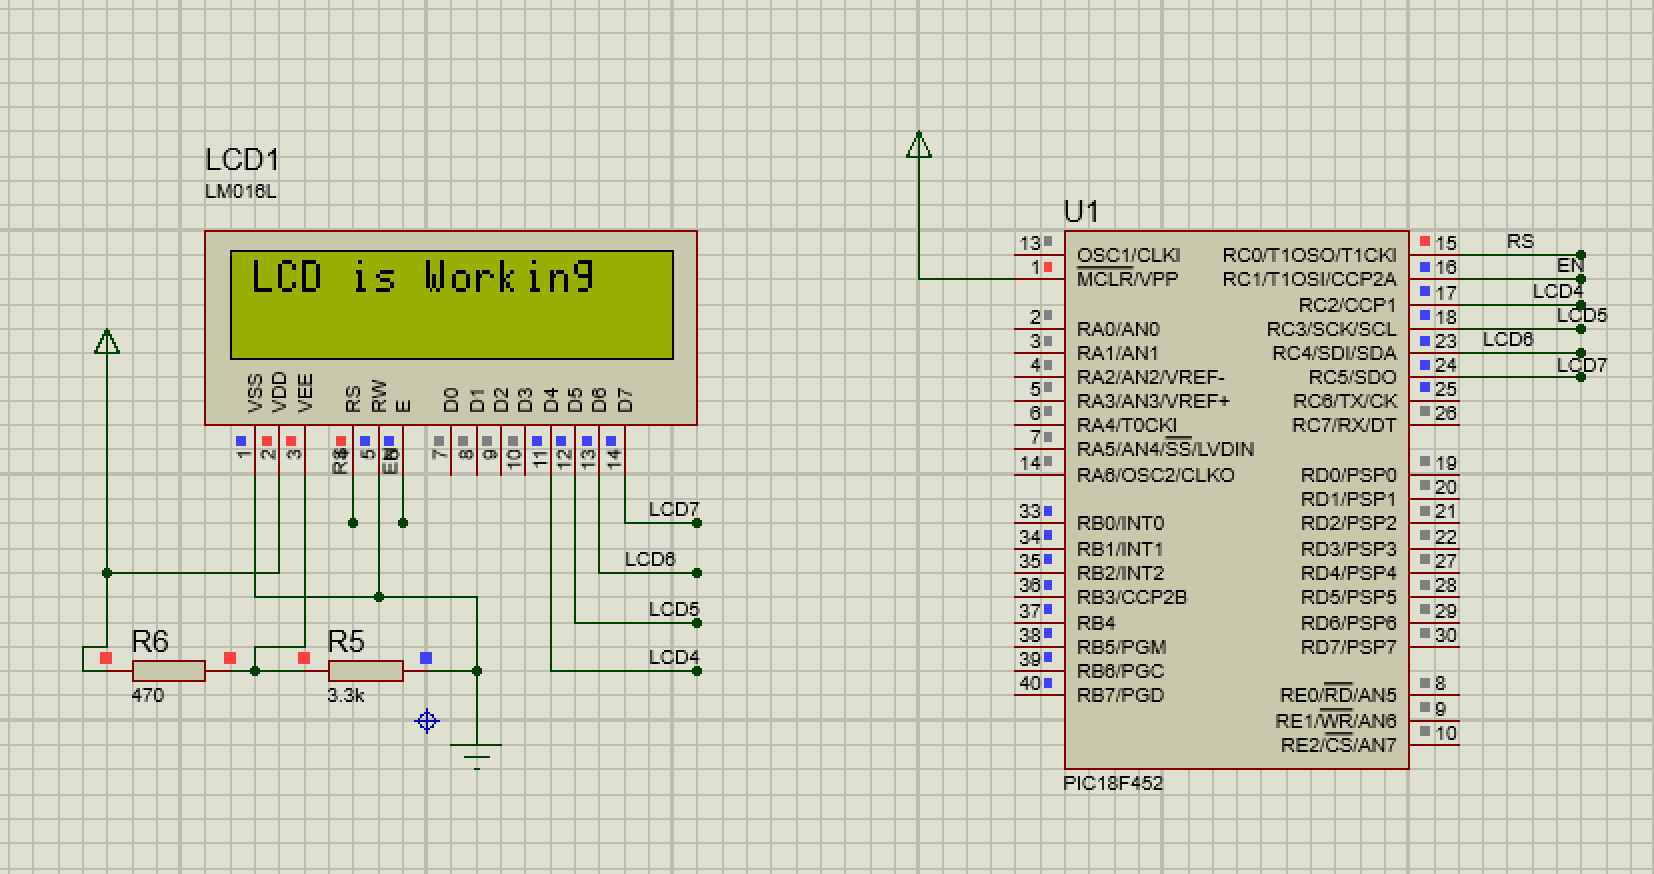 LCD1
LM016L
LCD is Working
VSS VDD VEE RS RW E D0 D1 D2 D3 D4 D5 D6 D7
1 2 3 5 7 8 9 10 11 12 13 14
RS EN
LCD7
LCD6
LCD5
LCD4
R6
470
R5
3.3k
U1
13 OSC1/CLKI
1 MCLR/VPP
2 RA0/AN0
3 RA1/AN1
4 RA2/AN2/VREF-
5 RA3/AN3/VREF+
6 RA4/T0CKI
7 RA5/AN4/SS/LVDIN
14 RA6/OSC2/CLKO
33 RB0/INT0
34 RB1/INT1
35 RB2/INT2
36 RB3/CCP2B
37 RB4
38 RB5/PGM
39 RB6/PGC
40 RB7/PGD
RC0/T1OSO/T1CKI 15 RS
RC1/T1OSI/CCP2A 16 EN
RC2/CCP1 17 LCD4
RC3/SCK/SCL 18 LCD5
RC4/SDI/SDA 23 LCD6
RC5/SDO 24 LCD7
RC6/TX/CK 25
RC7/RX/DT 26
RD0/PSP0 19
RD1/PSP1 20
RD2/PSP2 21
RD3/PSP3 22
RD4/PSP4 27
RD5/PSP5 28
RD6/PSP6 29
RD7/PSP7 30
RE0/RD/AN5 8
RE1/WR/AN6 9
RE2/CS/AN7 10
PIC18F452